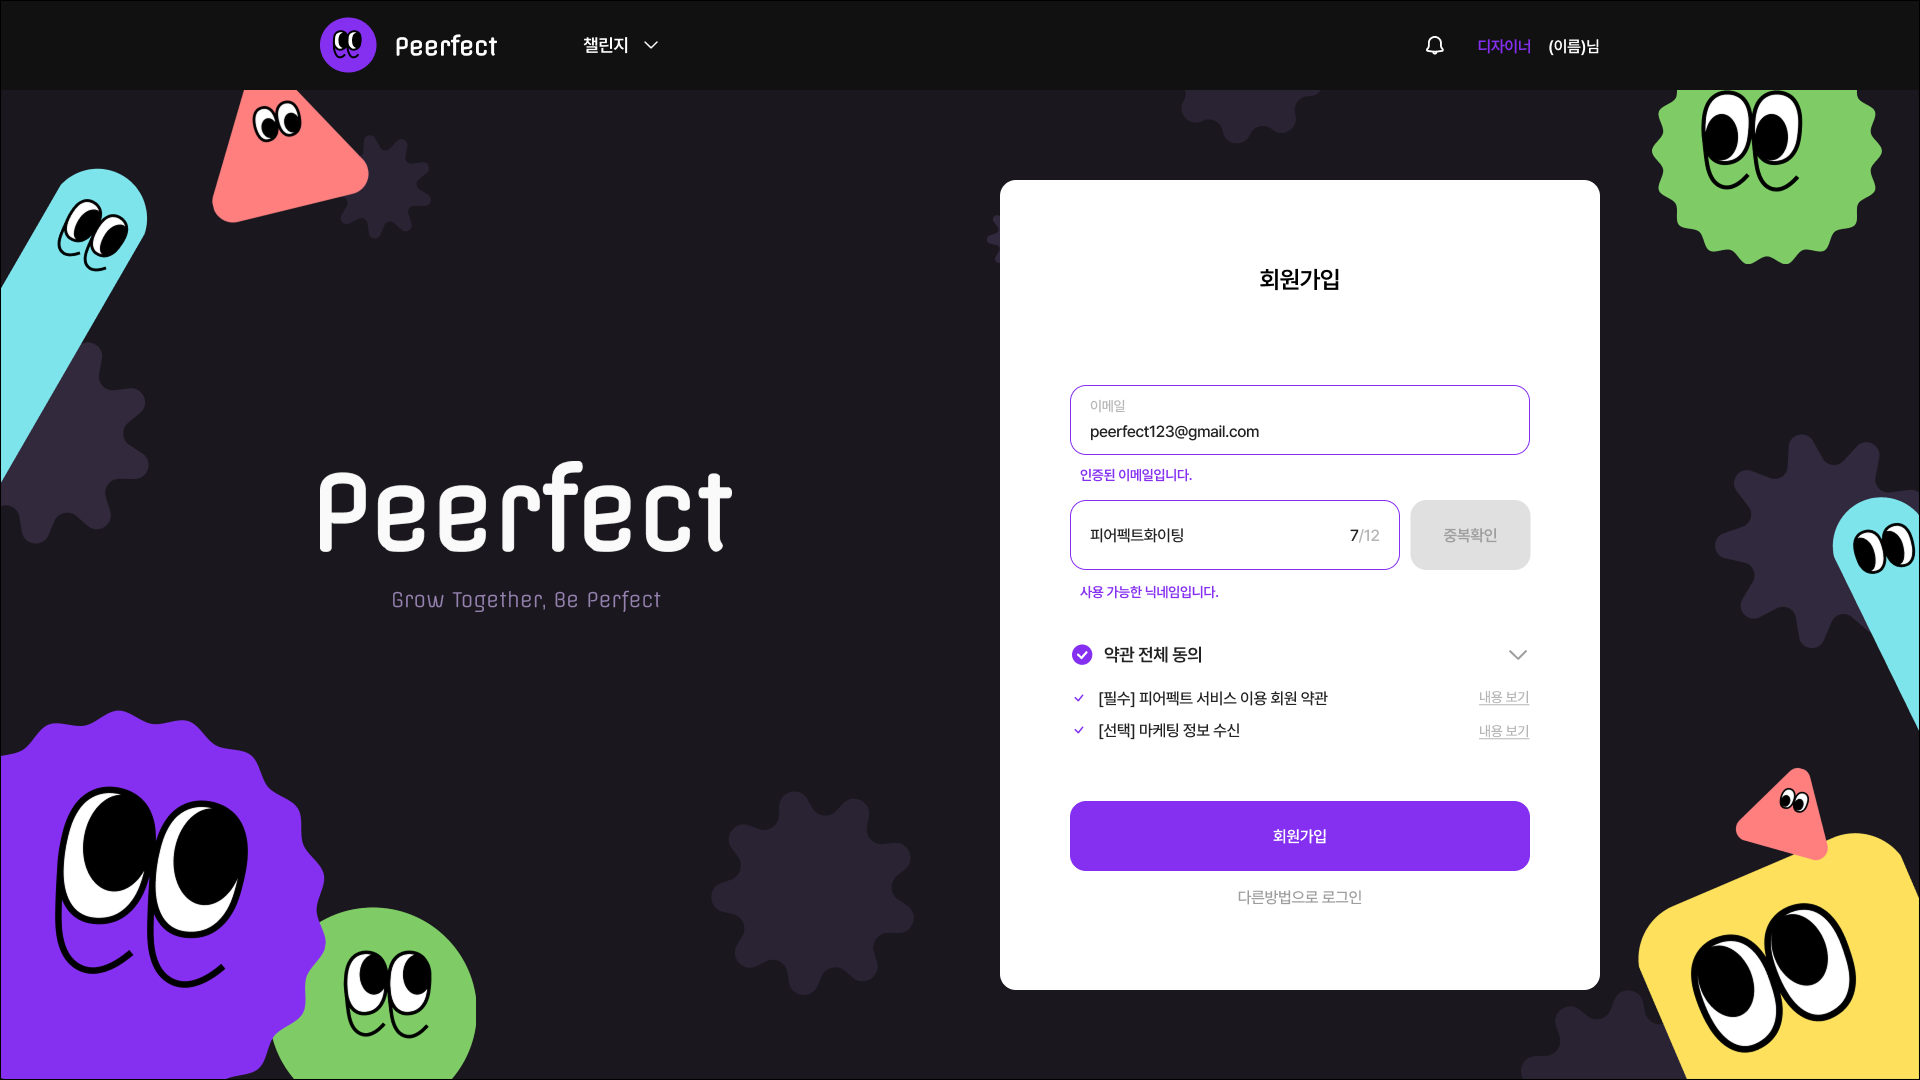 Peerfect
챌린지
디자이너 (이름)님
회원가입
Peerfect
Grow Together, Be Perfect
이메일
peerfect123@gmail.com
인증된 이메일입니다.
피어펙트화이팅 7/12 중복확인
사용 가능한 닉네임입니다.
약관 전체 동의
[필수] 피어펙트 서비스 이용 회원 약관 내용 보기
[선택] 마케팅 정보 수신 내용 보기
회원가입
다른방법으로 로그인